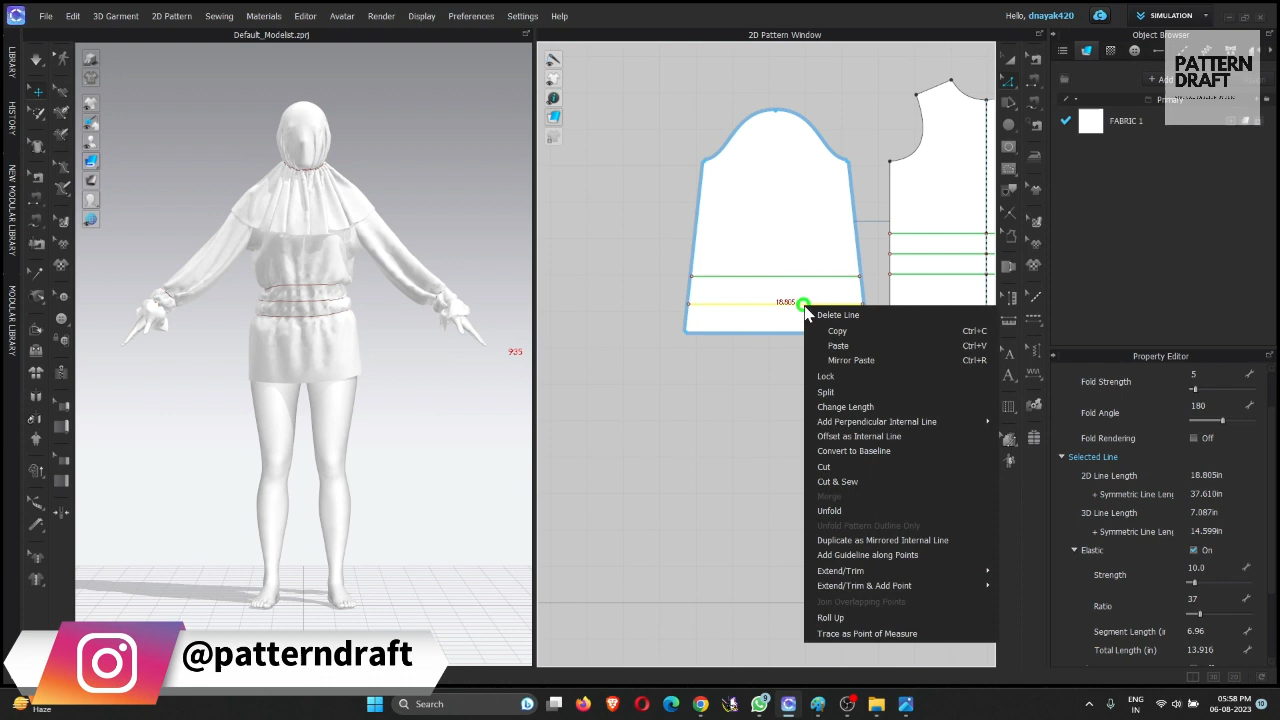 File Edit 3D Garment 2D Pattern Sewing Materials Editor Avatar Render Display Preferences Settings Help
Hello, dnayak420
SIMULATION
Default_Modelist.zprj
2D Pattern Window
Object Browser
LIBRARY
HISTORY
NEW MODULAR LIBRARY
MODULAR LIBRARY
PATTERN
DRAFT
+ Add
FABRIC 1
18.805
935
Delete Line
Copy Ctrl+C
Paste Ctrl+V
Mirror Paste Ctrl+R
Lock
Split
Change Length
Add Perpendicular Internal Line
Offset as Internal Line
Convert to Baseline
Cut
Cut & Sew
Merge
Unfold
Unfold Pattern Outline Only
Duplicate as Mirrored Internal Line
Add Guideline along Points
Extend/Trim
Extend/Trim & Add Point
Join Overlapping Points
Roll Up
Trace as Point of Measure
Property Editor
Fold Strength 5
Fold Angle 180
Fold Rendering Off
Selected Line
2D Line Length 18.805in
+ Symmetric Line Leng 37.610in
3D Line Length 7.087in
+ Symmetric Line Leng 14.599in
Elastic On
Strength 10.0
Ratio 37
Segment Length (
Total Length (in) 13.916
@patterndraft
Haze
Search
9
ENG
IN
05:58 PM
06-08-2023